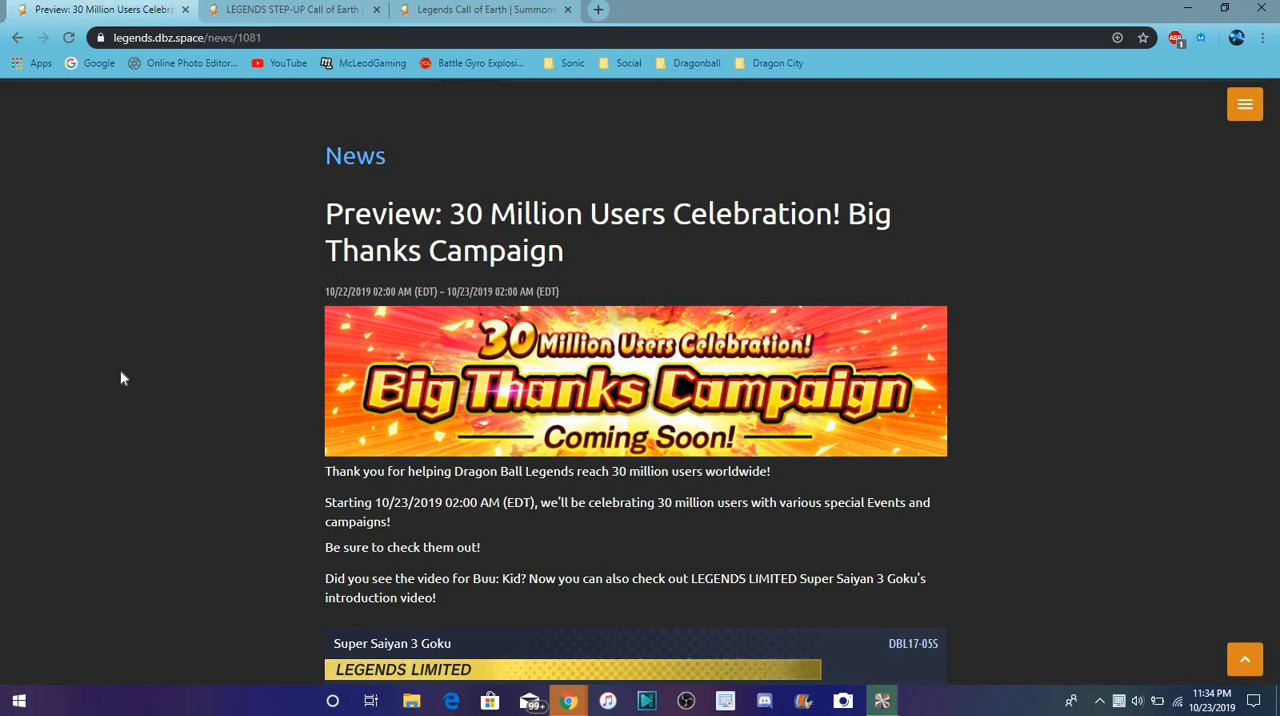 Preview: 30 Million Users Celebra
LEGENDS STEP-UP Call of Earth
Legends Call of Earth | Summon
legends.dbz.space/news/1081
Apps
Google
Online Photo Editor...
YouTube
McLeodGaming
Battle Gyro Explosi...
Sonic
Social
Dragonball
Dragon City
News
Preview: 30 Million Users Celebration! Big
Thanks Campaign
10/22/2019 02:00 AM (EDT) – 10/23/2019 02:00 AM (EDT)
30 Million Users Celebration!
Big Thanks Campaign
Coming Soon!
Thank you for helping Dragon Ball Legends reach 30 million users worldwide!
Starting 10/23/2019 02:00 AM (EDT), we'll be celebrating 30 million users with various special Events and
campaigns!
Be sure to check them out!
Did you see the video for Buu: Kid? Now you can also check out LEGENDS LIMITED Super Saiyan 3 Goku's
introduction video!
Super Saiyan 3 Goku
DBL17-05S
LEGENDS LIMITED
99+
11:34 PM
10/23/2019